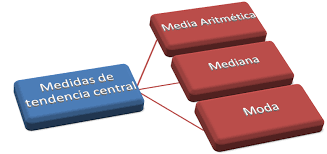 Medidas de
tendencia central
Media Aritmética
Mediana
Moda